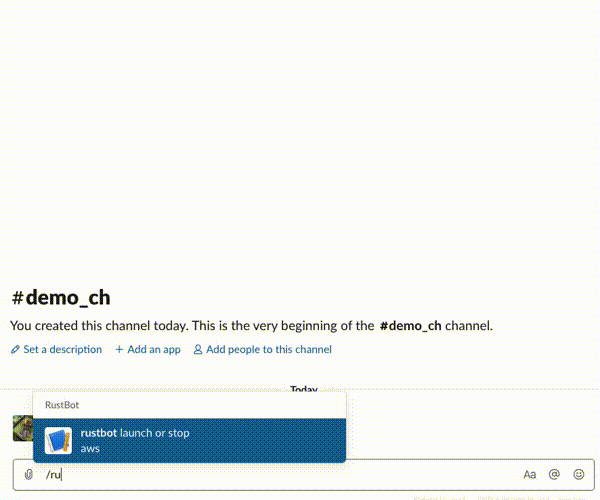 #demo_ch
You created this channel today. This is the very beginning of the #demo_ch channel.
Set a description + Add an app Add people to this channel
Today
RustBot
rustbot launch or stop
aws
/ru
Aa @